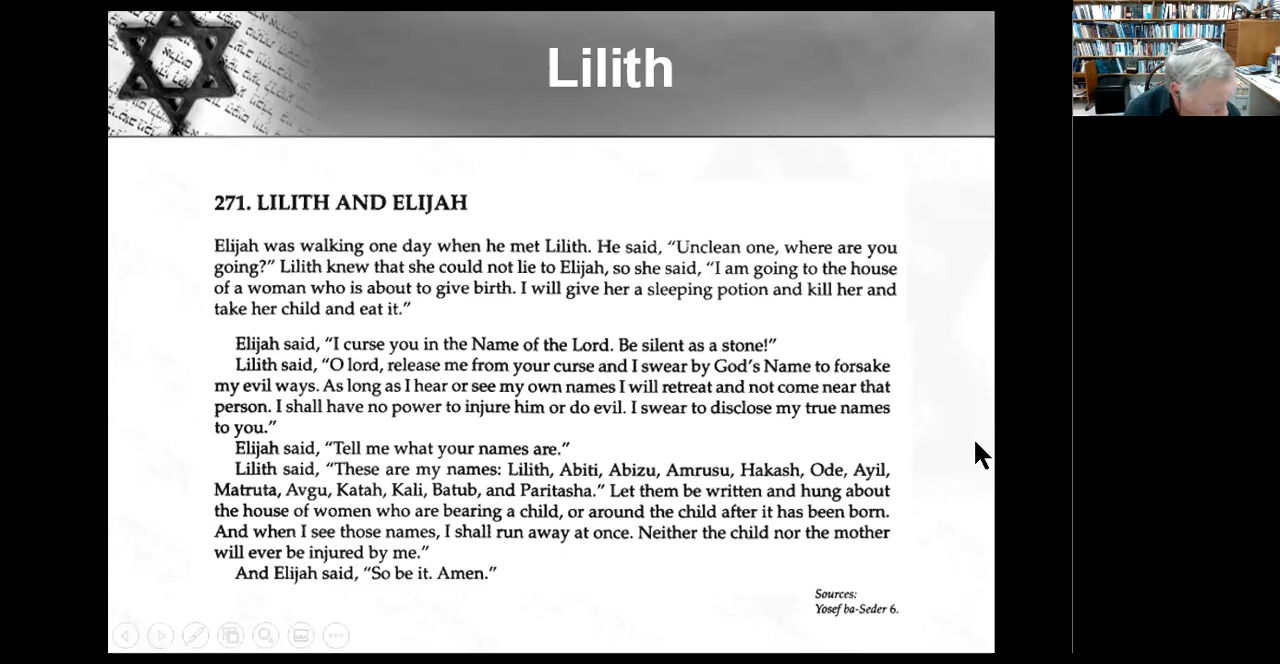 Lilith
271. LILITH AND ELIJAH
Elijah was walking one day when he met Lilith. He said, “Unclean one, where are you
going?” Lilith knew that she could not lie to Elijah, so she said, “I am going to the house
of a woman who is about to give birth. I will give her a sleeping potion and kill her and
take her child and eat it.”
Elijah said, “I curse you in the Name of the Lord. Be silent as a stone!”
Lilith said, “O lord, release me from your curse and I swear by God’s Name to forsake
my evil ways. As long as I hear or see my own names I will retreat and not come near that
person. I shall have no power to injure him or do evil. I swear to disclose my true names
to you.”
Elijah said, “Tell me what your names are.”
Lilith said, “These are my names: Lilith, Abiti, Abizu, Amrusu, Hakash, Ode, Ayil,
Matruta, Avgu, Katah, Kali, Batub, and Paritasha.” Let them be written and hung about
the house of women who are bearing a child, or around the child after it has been born.
And when I see those names, I shall run away at once. Neither the child nor the mother
will ever be injured by me.”
And Elijah said, “So be it. Amen.”
Sources:
Yosef ba-Seder 6.